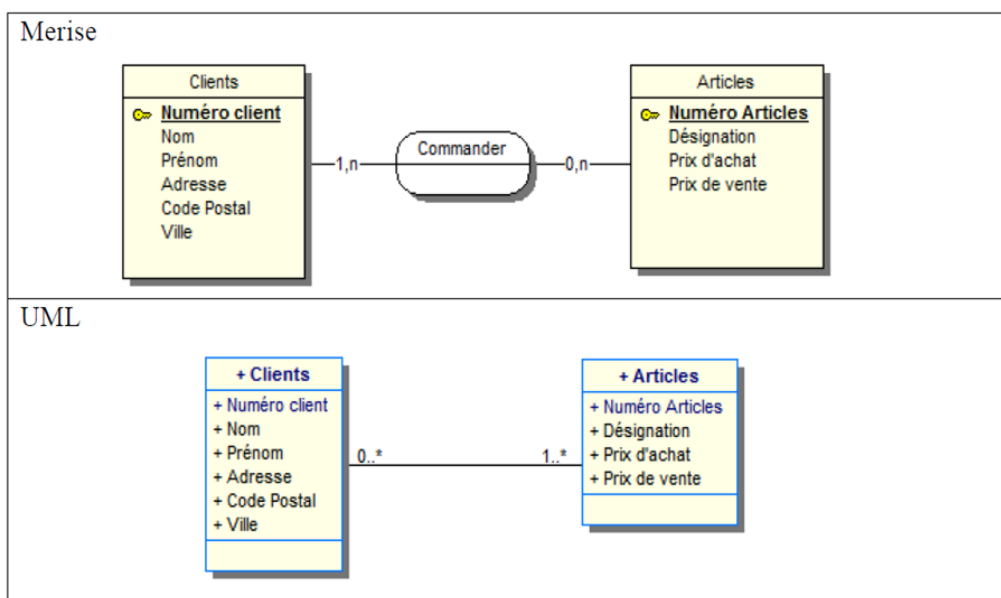 Merise
Clients
Numéro client
Nom
Prénom
Adresse
Code Postal
Ville
1,n
Commander
0,n
Articles
Numéro Articles
Désignation
Prix d'achat
Prix de vente
UML
+ Clients
+ Numéro client
+ Nom
+ Prénom
+ Adresse
+ Code Postal
+ Ville
0..*
1..*
+ Articles
+ Numéro Articles
+ Désignation
+ Prix d'achat
+ Prix de vente